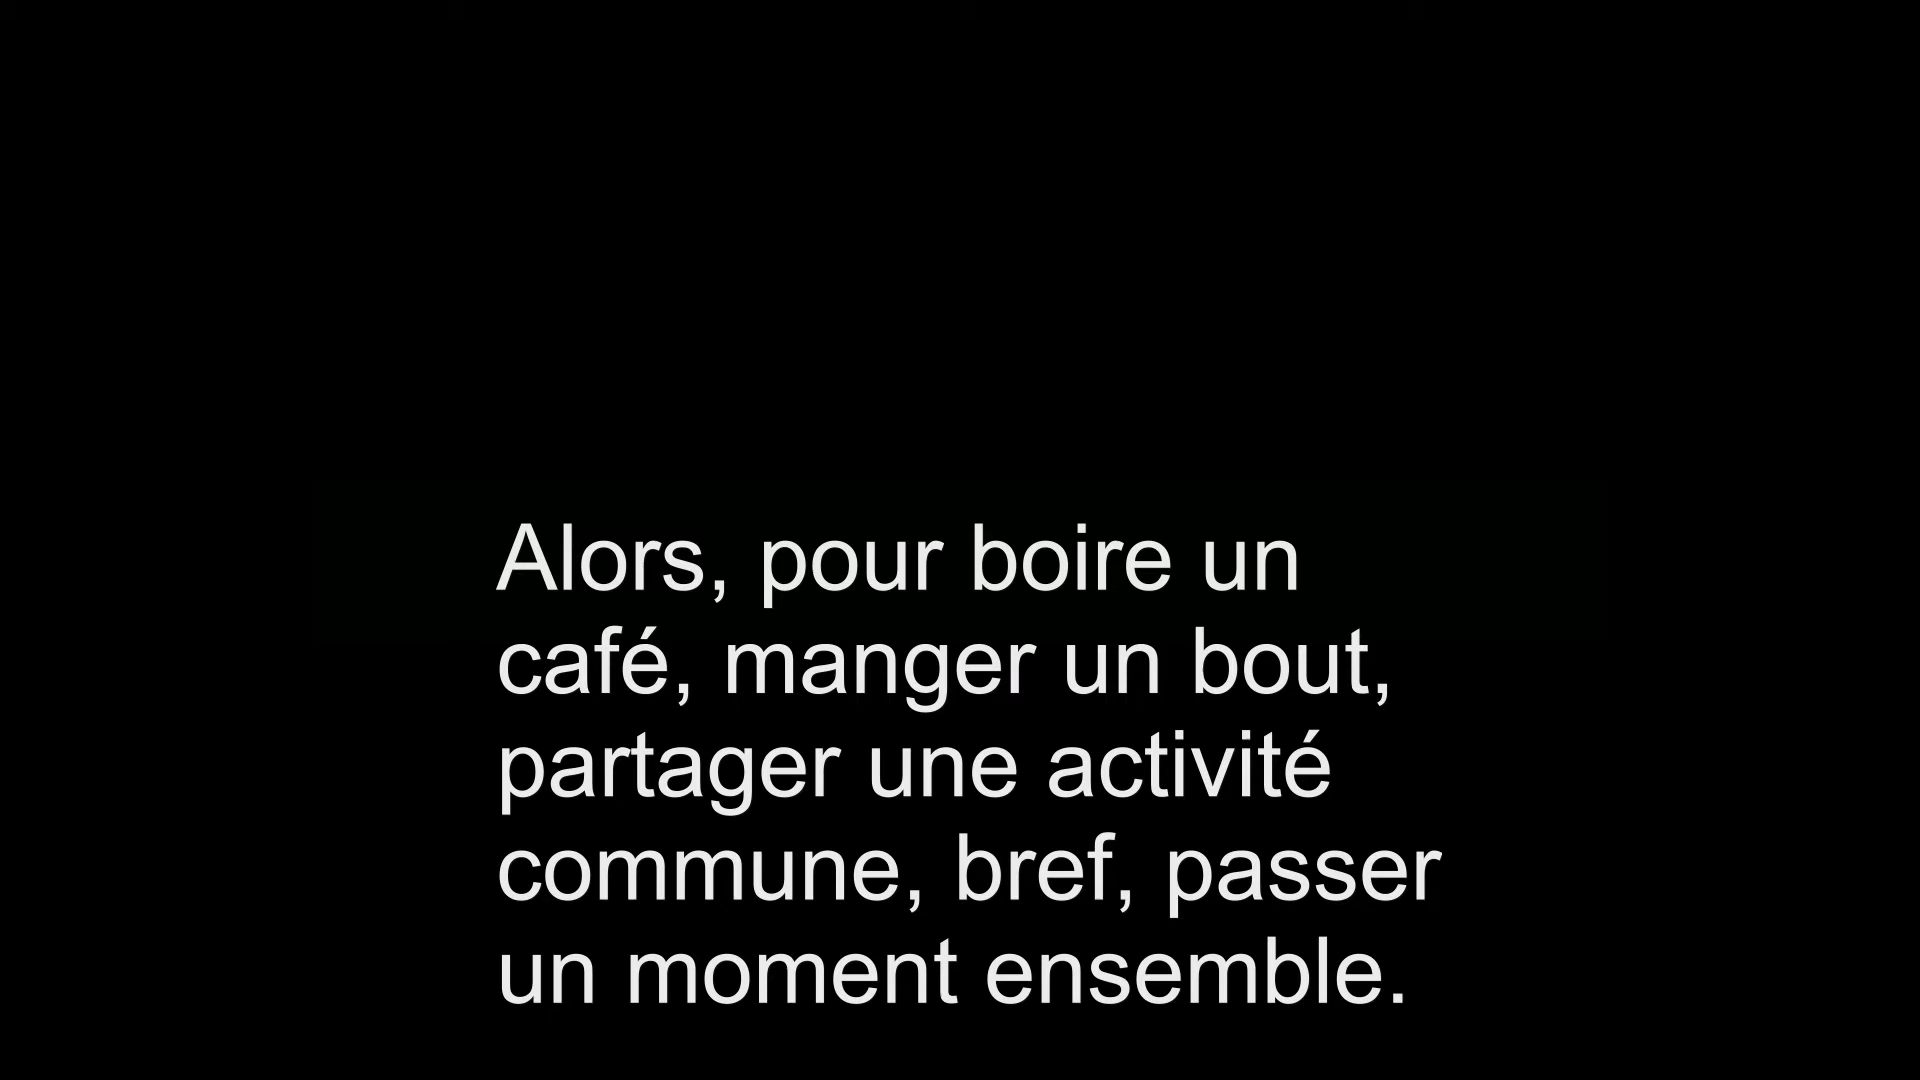 Alors, pour boire un
café, manger un bout,
partager une activité
commune, bref, passer
un moment ensemble.